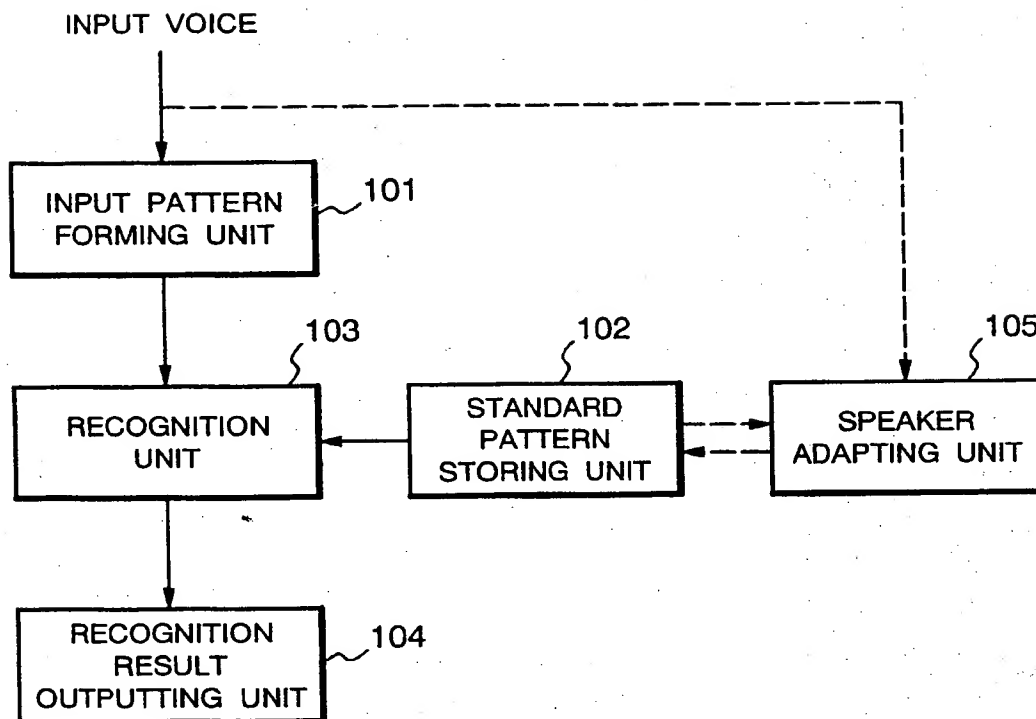 INPUT VOICE
INPUT PATTERN
FORMING UNIT
101
103
102
105
RECOGNITION
UNIT
STANDARD
PATTERN
STORING UNIT
SPEAKER
ADAPTING UNIT
RECOGNITION
RESULT
OUTPUTTING UNIT
104